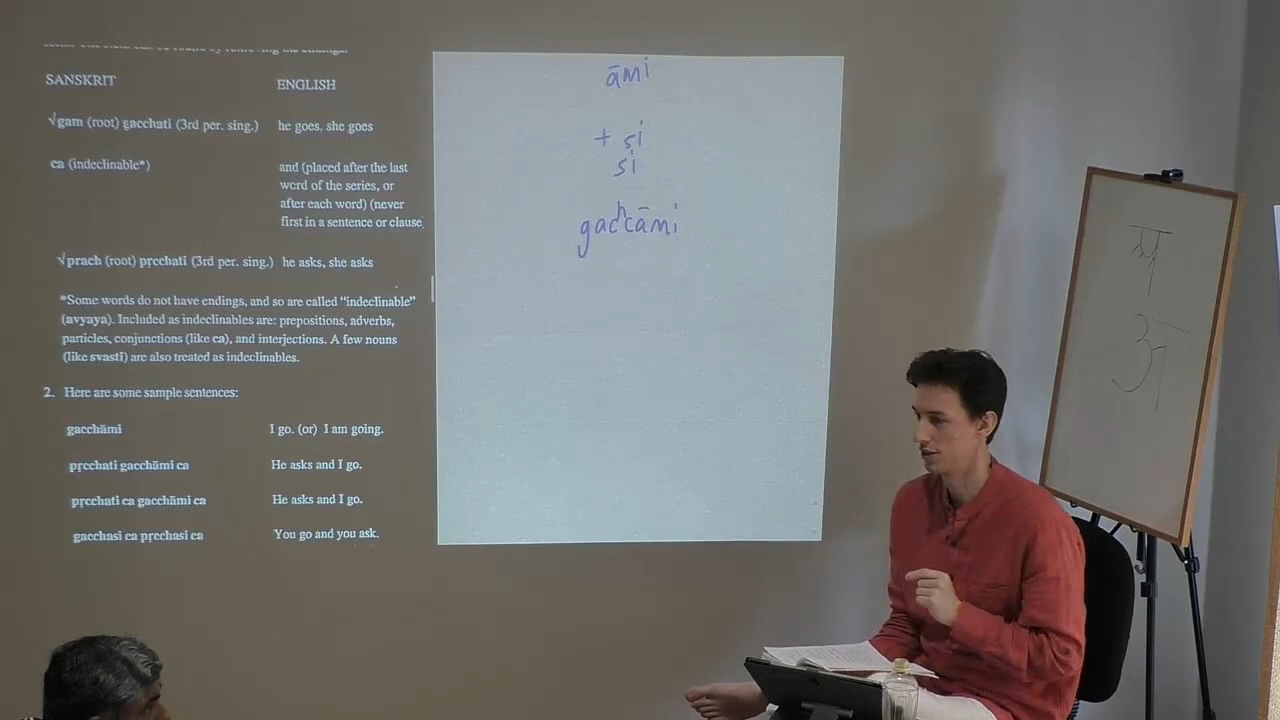 SANSKRIT ENGLISH
√gam (root) gacchati (3rd per. sing.) he goes, she goes
ca (indeclinable*) and (placed after the last
word of the series, or
after each word) (never
first in a sentence or clause
√prach (root) pṛcchati (3rd per. sing.) he asks, she asks
*Some words do not have endings, and so are called "indeclinable"
(avyaya). Included as indeclinables are: prepositions, adverbs,
particles, conjunctions (like ca), and interjections. A few nouns
(like svasti) are also treated as indeclinables.
2. Here are some sample sentences:
gacchāmi I go. (or) I am going.
pṛcchati gacchāmi ca He asks and I go.
pṛcchati ca gacchāmi ca He asks and I go.
gacchasi ca pṛcchasi ca You go and you ask.
āmi
+ si
si
gacchāmi
अ